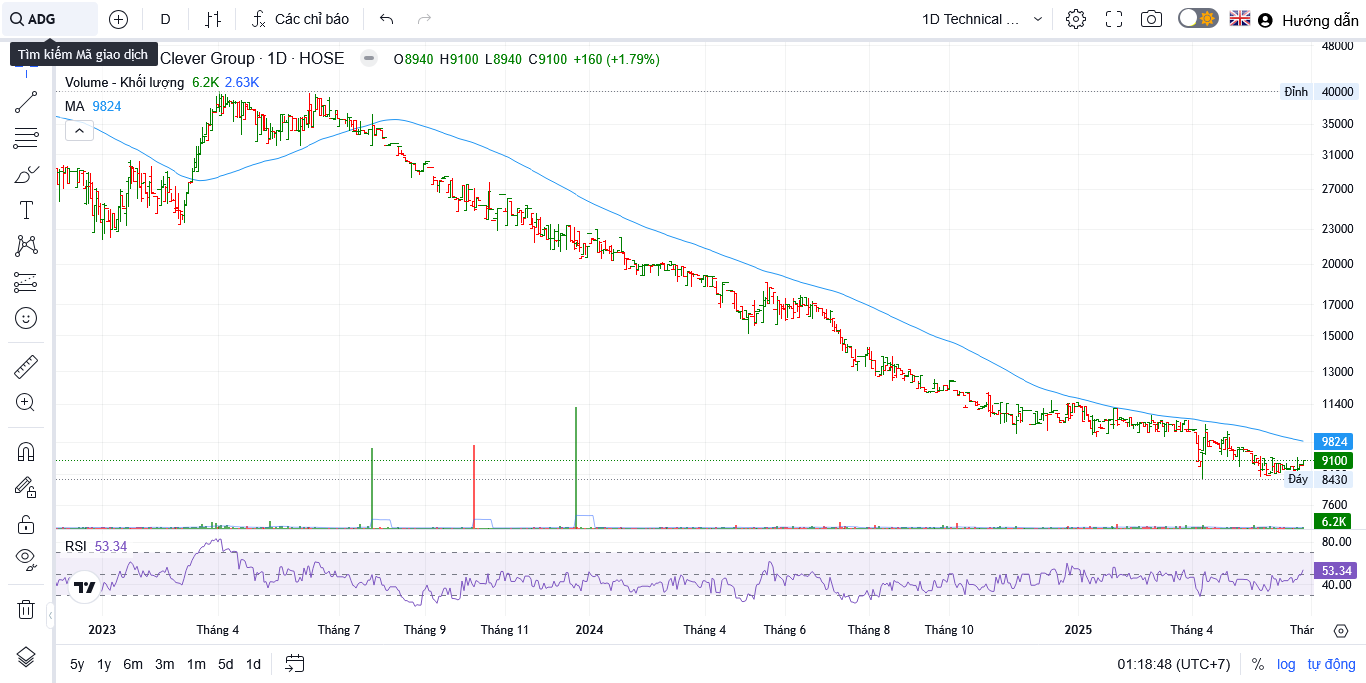 ADG
D
Các chỉ báo
1D Technical ...
Hướng dẫn
Tìm kiếm Mã giao dịch
Clever Group · 1D · HOSE
O8940 H9100 L8940 C9100 +160 (+1.79%)
Volume - Khối lượng 6.2K 2.63K
MA 9824
48000
Đỉnh 40000
35000
31000
27000
23000
20000
17000
15000
13000
11400
9824
9100
Đáy 8430
7600
6.2K
RSI 53.34
80.00
53.34
40.00
2023 Tháng 4 Tháng 7 Tháng 9 Tháng 11 2024 Tháng 4 Tháng 6 Tháng 8 Tháng 10 2025 Tháng 4 Thár
5y 1y 6m 3m 1m 5d 1d
01:18:48 (UTC+7) % log tự động